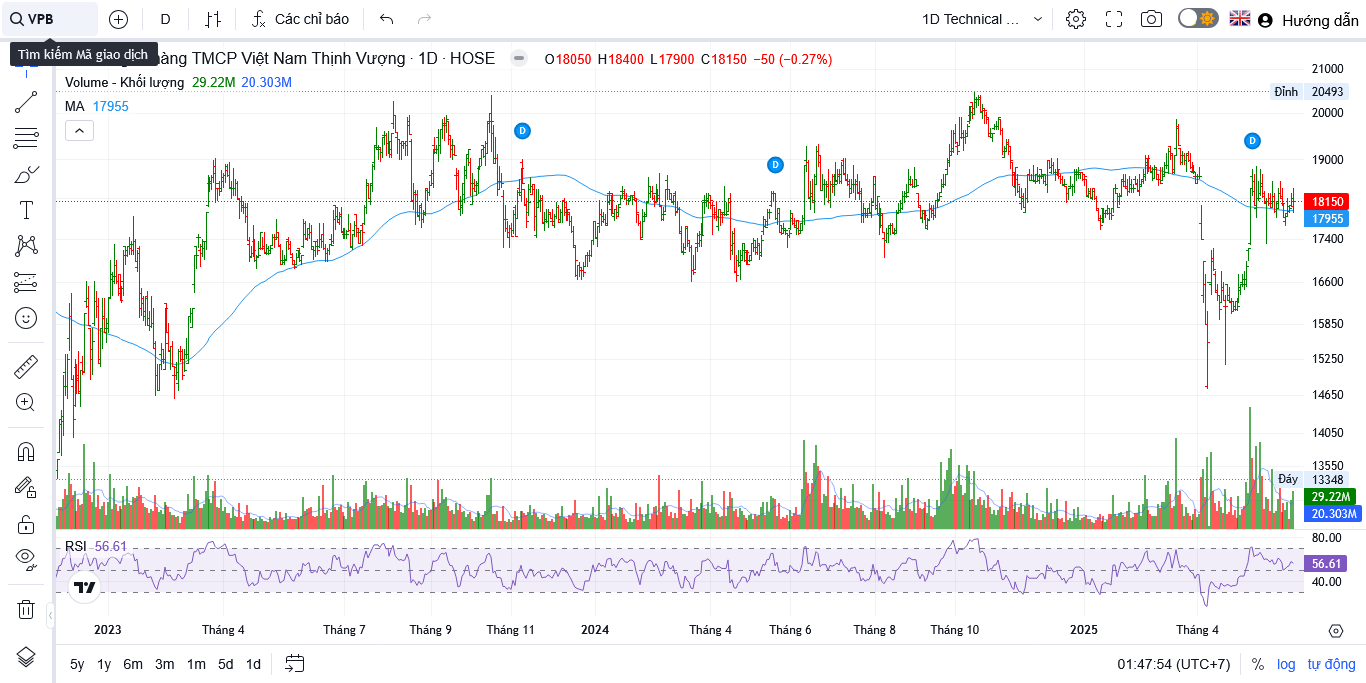 VPB
D
Các chỉ báo
1D Technical ...
Hướng dẫn
Tìm kiếm Mã giao dịch
hàng TMCP Việt Nam Thịnh Vượng · 1D · HOSE
O18050 H18400 L17900 C18150 −50 (−0.27%)
Volume - Khối lượng 29.22M 20.303M
MA 17955
21000
Đỉnh 20493
20000
19000
18150
17955
17400
16600
15850
15250
14650
14050
13550
Đáy 13348
29.22M
20.303M
D
D
D
RSI 56.61
80.00
56.61
40.00
2023 Tháng 4 Tháng 7 Tháng 9 Tháng 11 2024 Tháng 4 Tháng 6 Tháng 8 Tháng 10 2025 Tháng 4
5y 1y 6m 3m 1m 5d 1d
01:47:54 (UTC+7) % log tự động